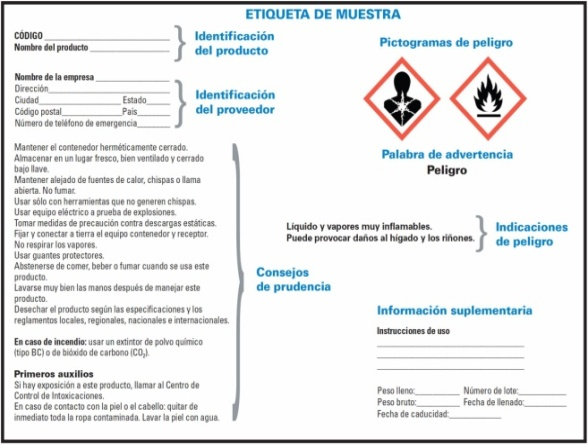 ETIQUETA DE MUESTRA
CÓDIGO
Nombre del producto
Identificación
del producto
Nombre de la empresa
Dirección
Ciudad Estado
Código postal País
Número de teléfono de emergencia
Identificación
del proveedor
Mantener el contenedor herméticamente cerrado.
Almacenar en un lugar fresco, bien ventilado y cerrado
bajo llave.
Mantener alejado de fuentes de calor, chispas o llama
abierta. No fumar.
Usar sólo con herramientas que no generen chispas.
Usar equipo eléctrico a prueba de explosiones.
Tomar medidas de precaución contra descargas estáticas.
Fijar y conectar a tierra el equipo contenedor y receptor.
No respirar los vapores.
Usar guantes protectores.
Abstenerse de comer, beber o fumar cuando se usa este
producto.
Lavarse muy bien las manos después de manejar este
producto.
Desechar el producto según las especificaciones y los
reglamentos locales, regionales, nacionales e internacionales.
En caso de incendio: usar un extintor de polvo químico
(tipo BC) o de bióxido de carbono (CO₂).
Primeros auxilios
Si hay exposición a este producto, llamar al Centro de
Control de Intoxicaciones.
En caso de contacto con la piel o el cabello: quitar de
inmediato toda la ropa contaminada. Lavar la piel con agua.
Consejos
de prudencia
Pictogramas de peligro
Palabra de advertencia
Peligro
Líquido y vapores muy inflamables.
Puede provocar daños al hígado y los riñones.
Indicaciones
de peligro
Información suplementaria
Instrucciones de uso
Peso lleno: Número de lote:
Peso bruto: Fecha de llenado:
Fecha de caducidad: